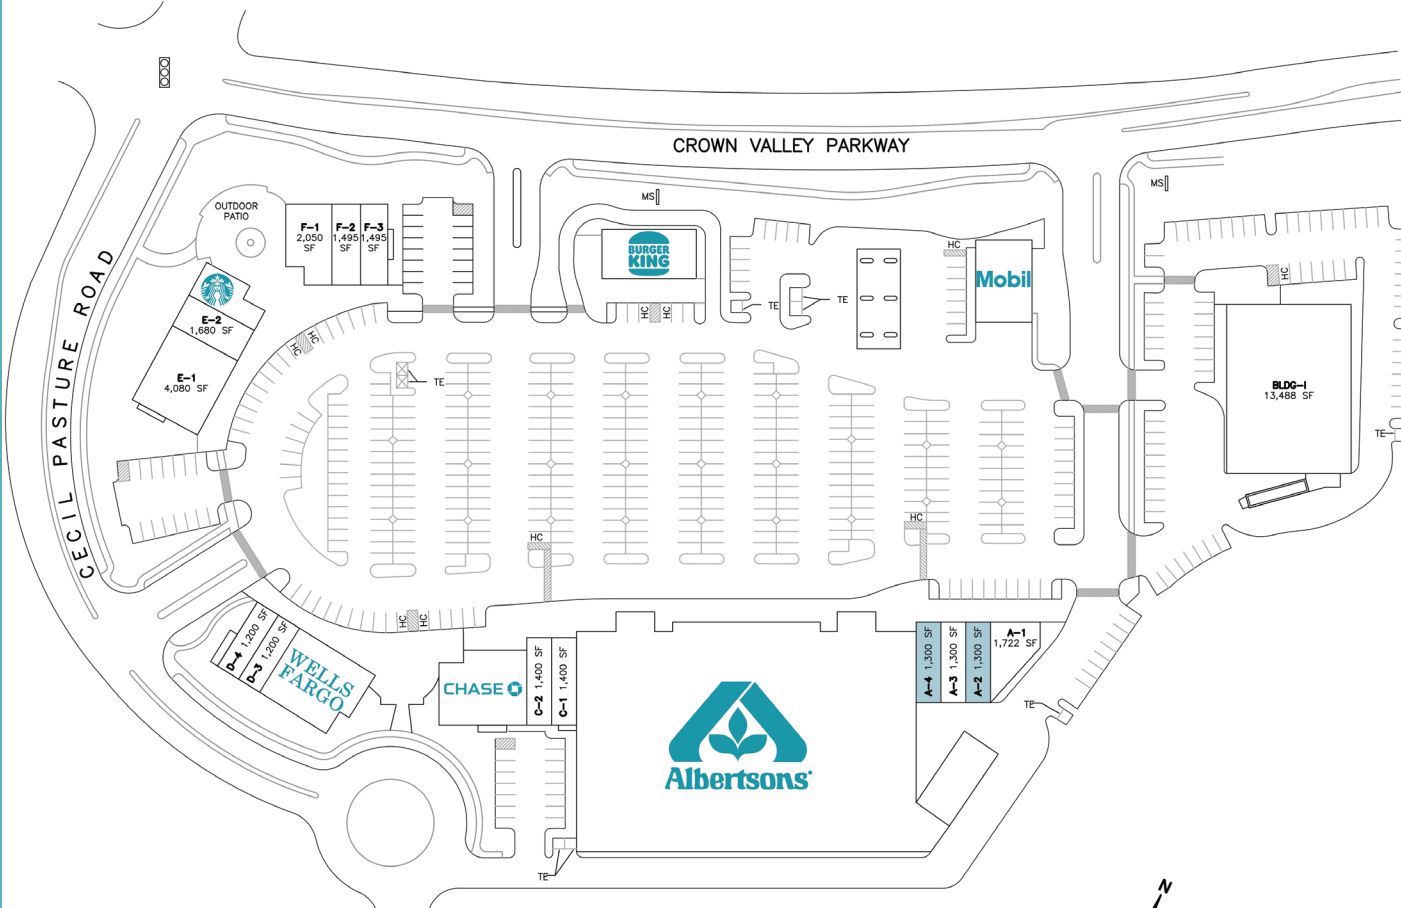 CROWN VALLEY PARKWAY
CECIL PASTURE ROAD
MS
MS
OUTDOOR
PATIO
F-1
2,050
SF
F-2
1,495
SF
F-3
1,495
SF
BURGER
KING
HC
Mobil
HC
TE
TE
HC
HC
E-2
1,680 SF
HC
HC
E-1
4,080 SF
TE
BLDG-I
13,488 SF
TE
HC
HC
HC
HC
D-4 1,200 SF
D-3 1,200 SF
WELLS
FARGO
CHASE
C-2 1,400 SF
C-1 1,400 SF
Albertsons
A-4 1,300 SF
A-3 1,300 SF
A-2 1,300 SF
A-1
1,722 SF
TE
TE
N